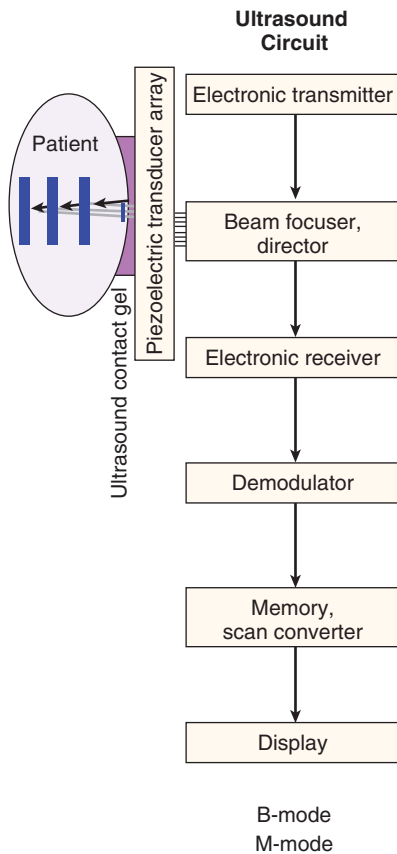 Ultrasound
Circuit
Electronic transmitter
Patient
Piezoelectric transducer array
Ultrasound contact gel
Beam focuser,
director
Electronic receiver
Demodulator
Memory,
scan converter
Display
B-mode
M-mode